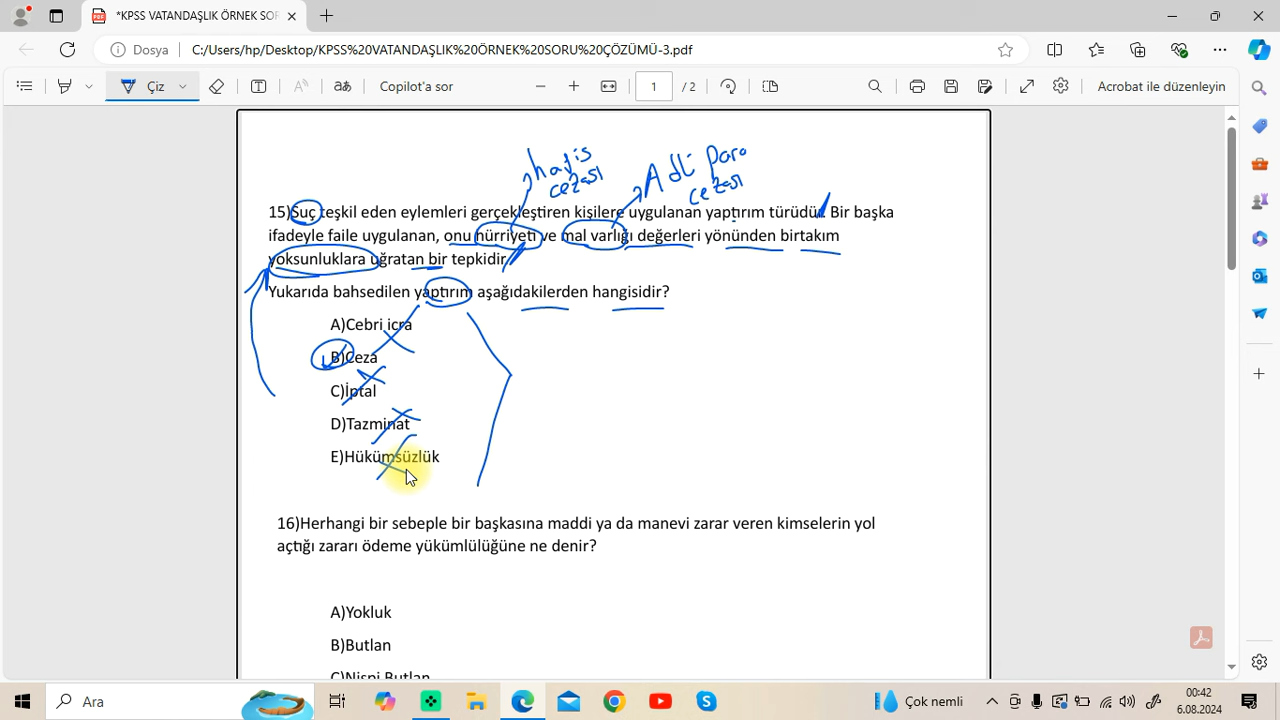 *KPSS VATANDAŞLIK ÖRNEK SOR
Dosya
C:/Users/hp/Desktop/KPSS%20VATANDAŞLIK%20ÖRNEK%20SORU%20ÇÖZÜMÜ-3.pdf
Çiz
Copilot'a sor
1 / 2
Acrobat ile düzenleyin
hapis cezası
Adli para cezası
15)Suç teşkil eden eylemleri gerçekleştiren kişilere uygulanan yaptırım türüdür. Bir başka
ifadeyle faile uygulanan, onu hürriyeti ve mal varlığı değerleri yönünden birtakım
yoksunluklara uğratan bir tepkidir.
Yukarıda bahsedilen yaptırım aşağıdakilerden hangisidir?
A)Cebri icra
B)Ceza
C)İptal
D)Tazminat
E)Hükümsüzlük
16)Herhangi bir sebeple bir başkasına maddi ya da manevi zarar veren kimselerin yol
açtığı zararı ödeme yükümlülüğüne ne denir?
A)Yokluk
B)Butlan
C)Nispi Butlan
Ara
Çok nemli
00:42
6.08.2024